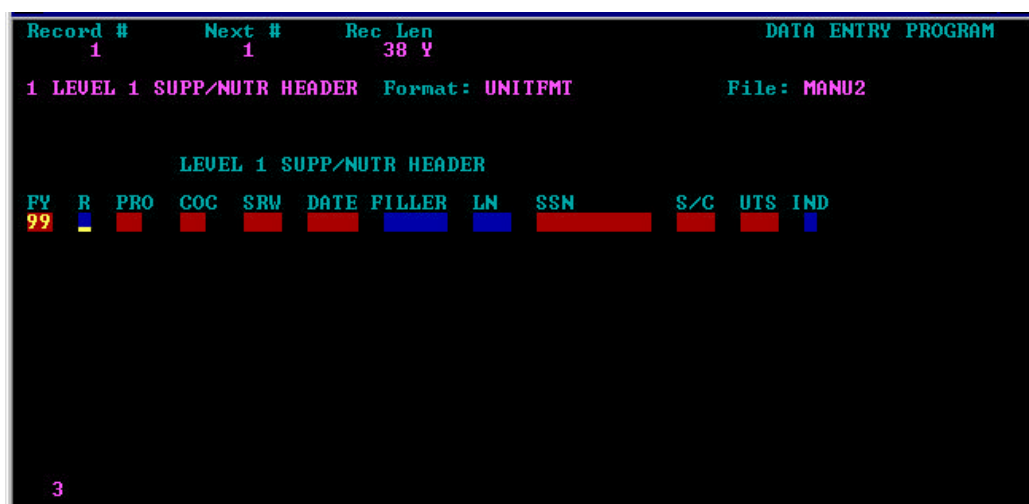 Record # Next # Rec Len DATA ENTRY PROGRAM
1 1 38 Y
1 LEVEL 1 SUPP/NUTR HEADER Format: UNITFMT File: MANU2
LEVEL 1 SUPP/NUTR HEADER
FY R PRO COC SRW DATE FILLER LN SSN S/C UTS IND
99
3